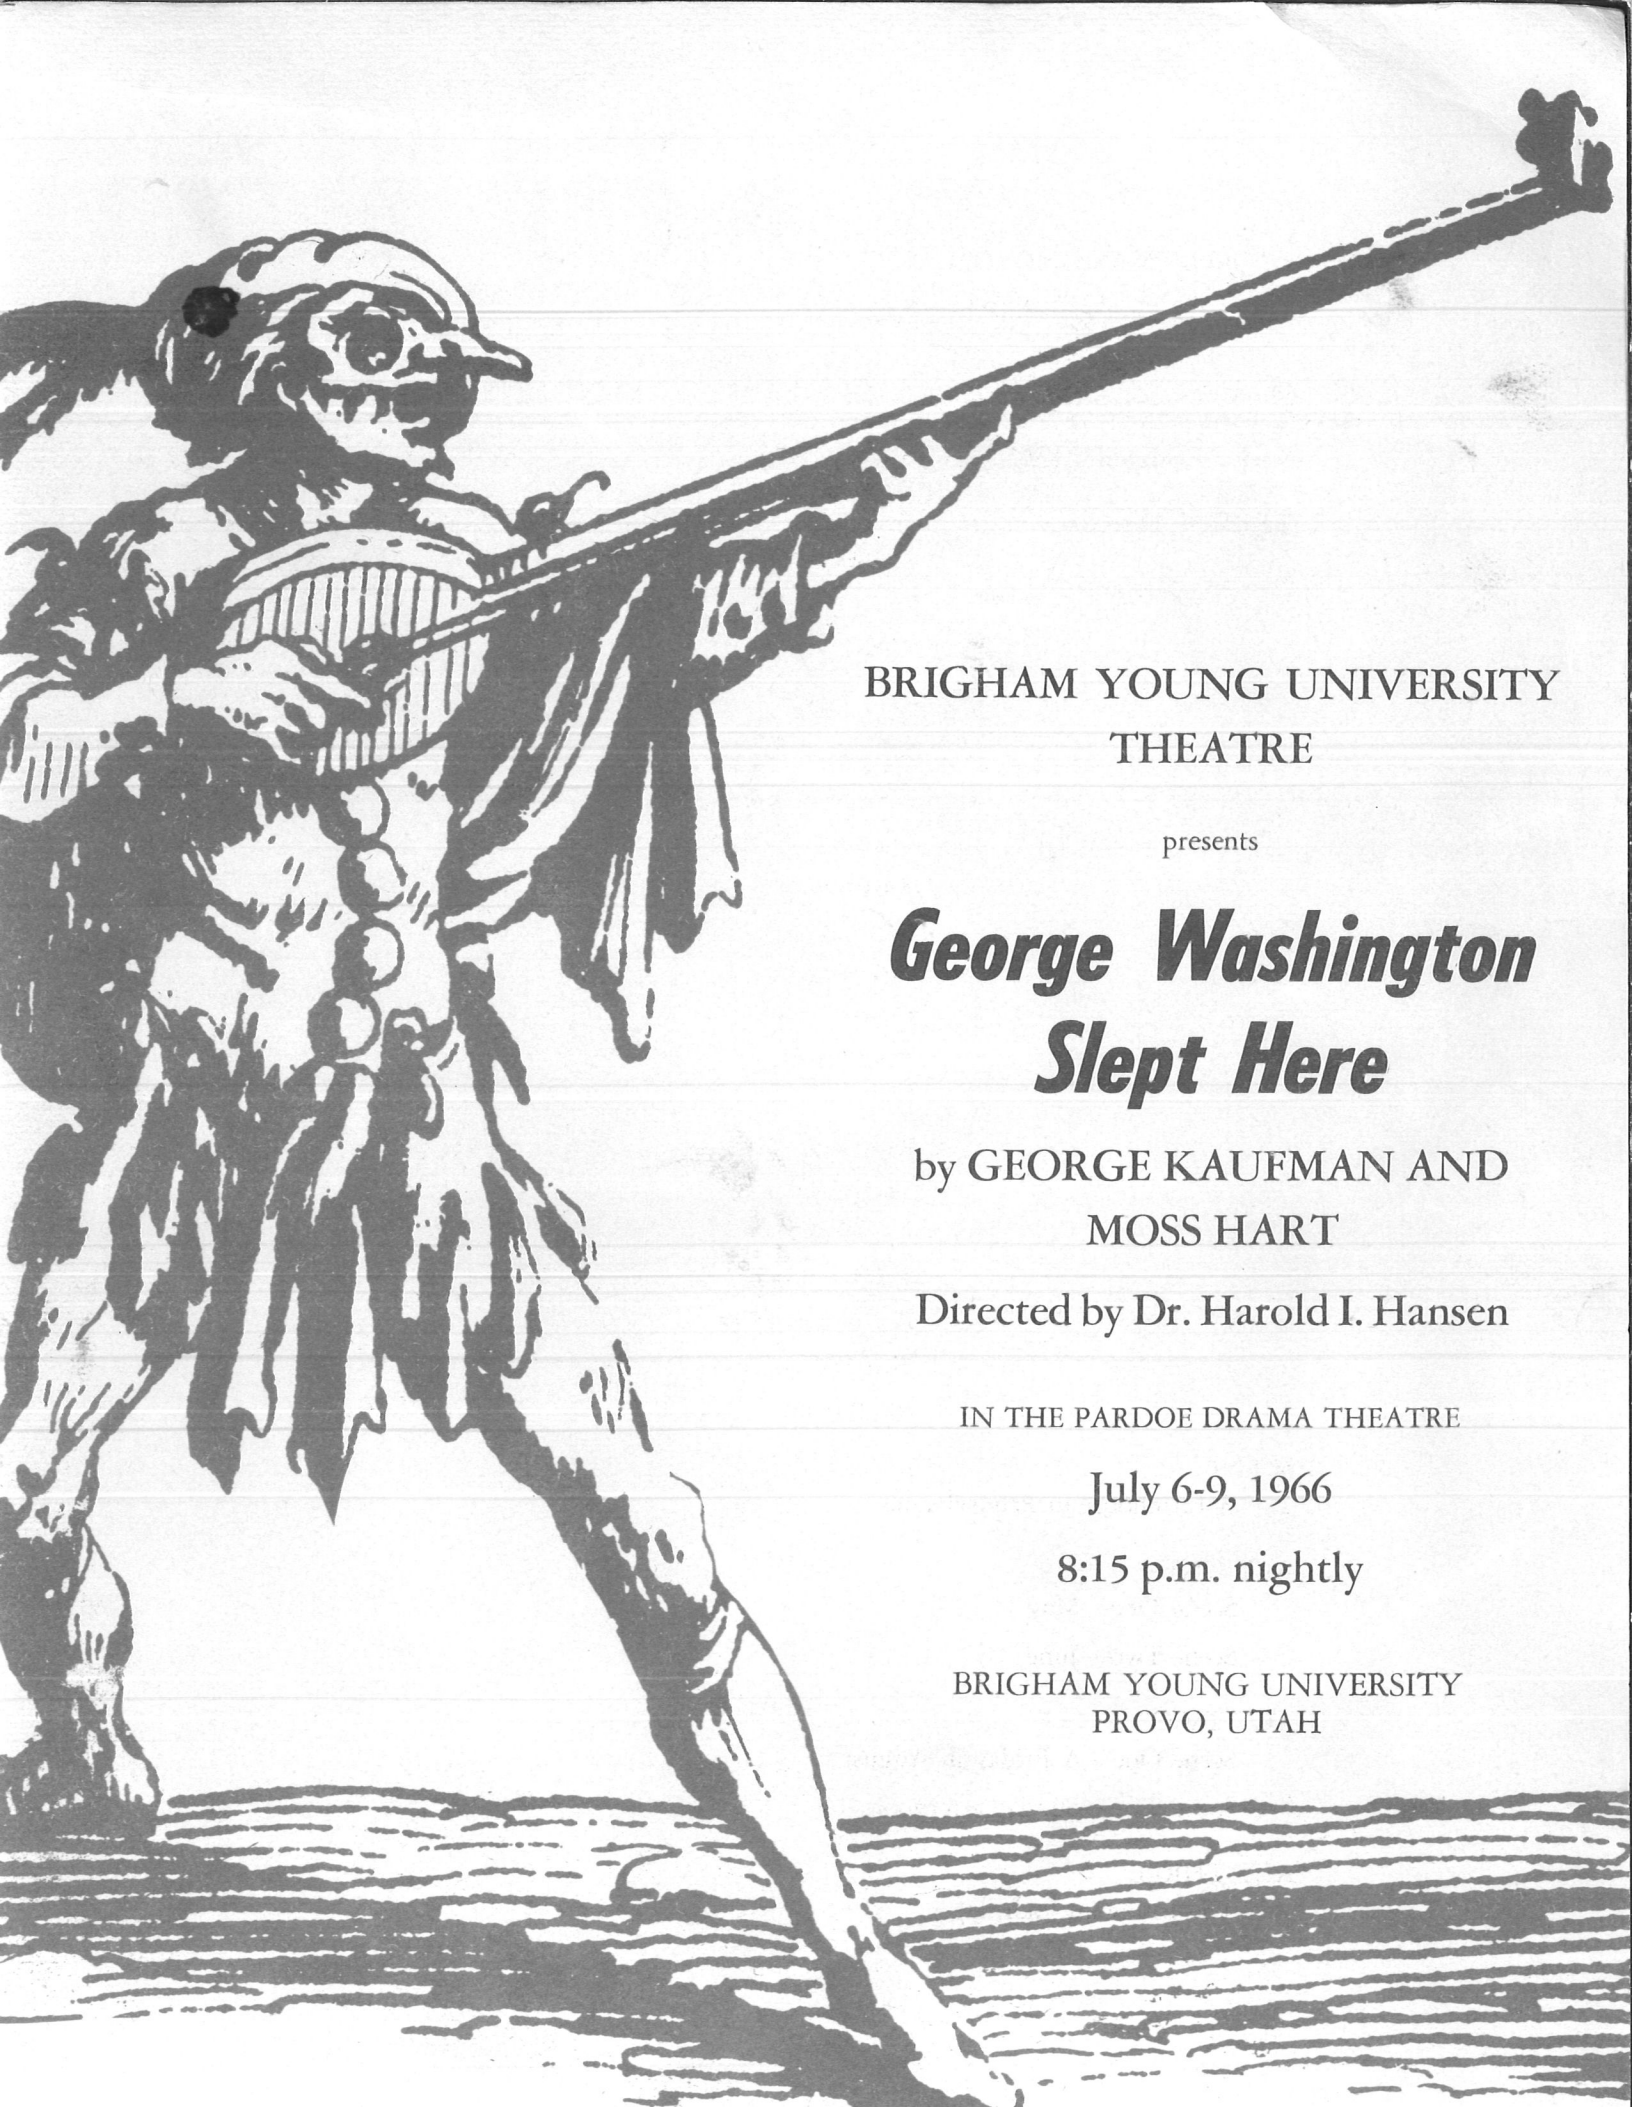 BRIGHAM YOUNG UNIVERSITY
THEATRE
presents
George Washington
Slept Here
by GEORGE KAUFMAN AND
MOSS HART
Directed by Dr. Harold I. Hansen
IN THE PARDOE DRAMA THEATRE
July 6-9, 1966
8:15 p.m. nightly
BRIGHAM YOUNG UNIVERSITY
PROVO, UTAH